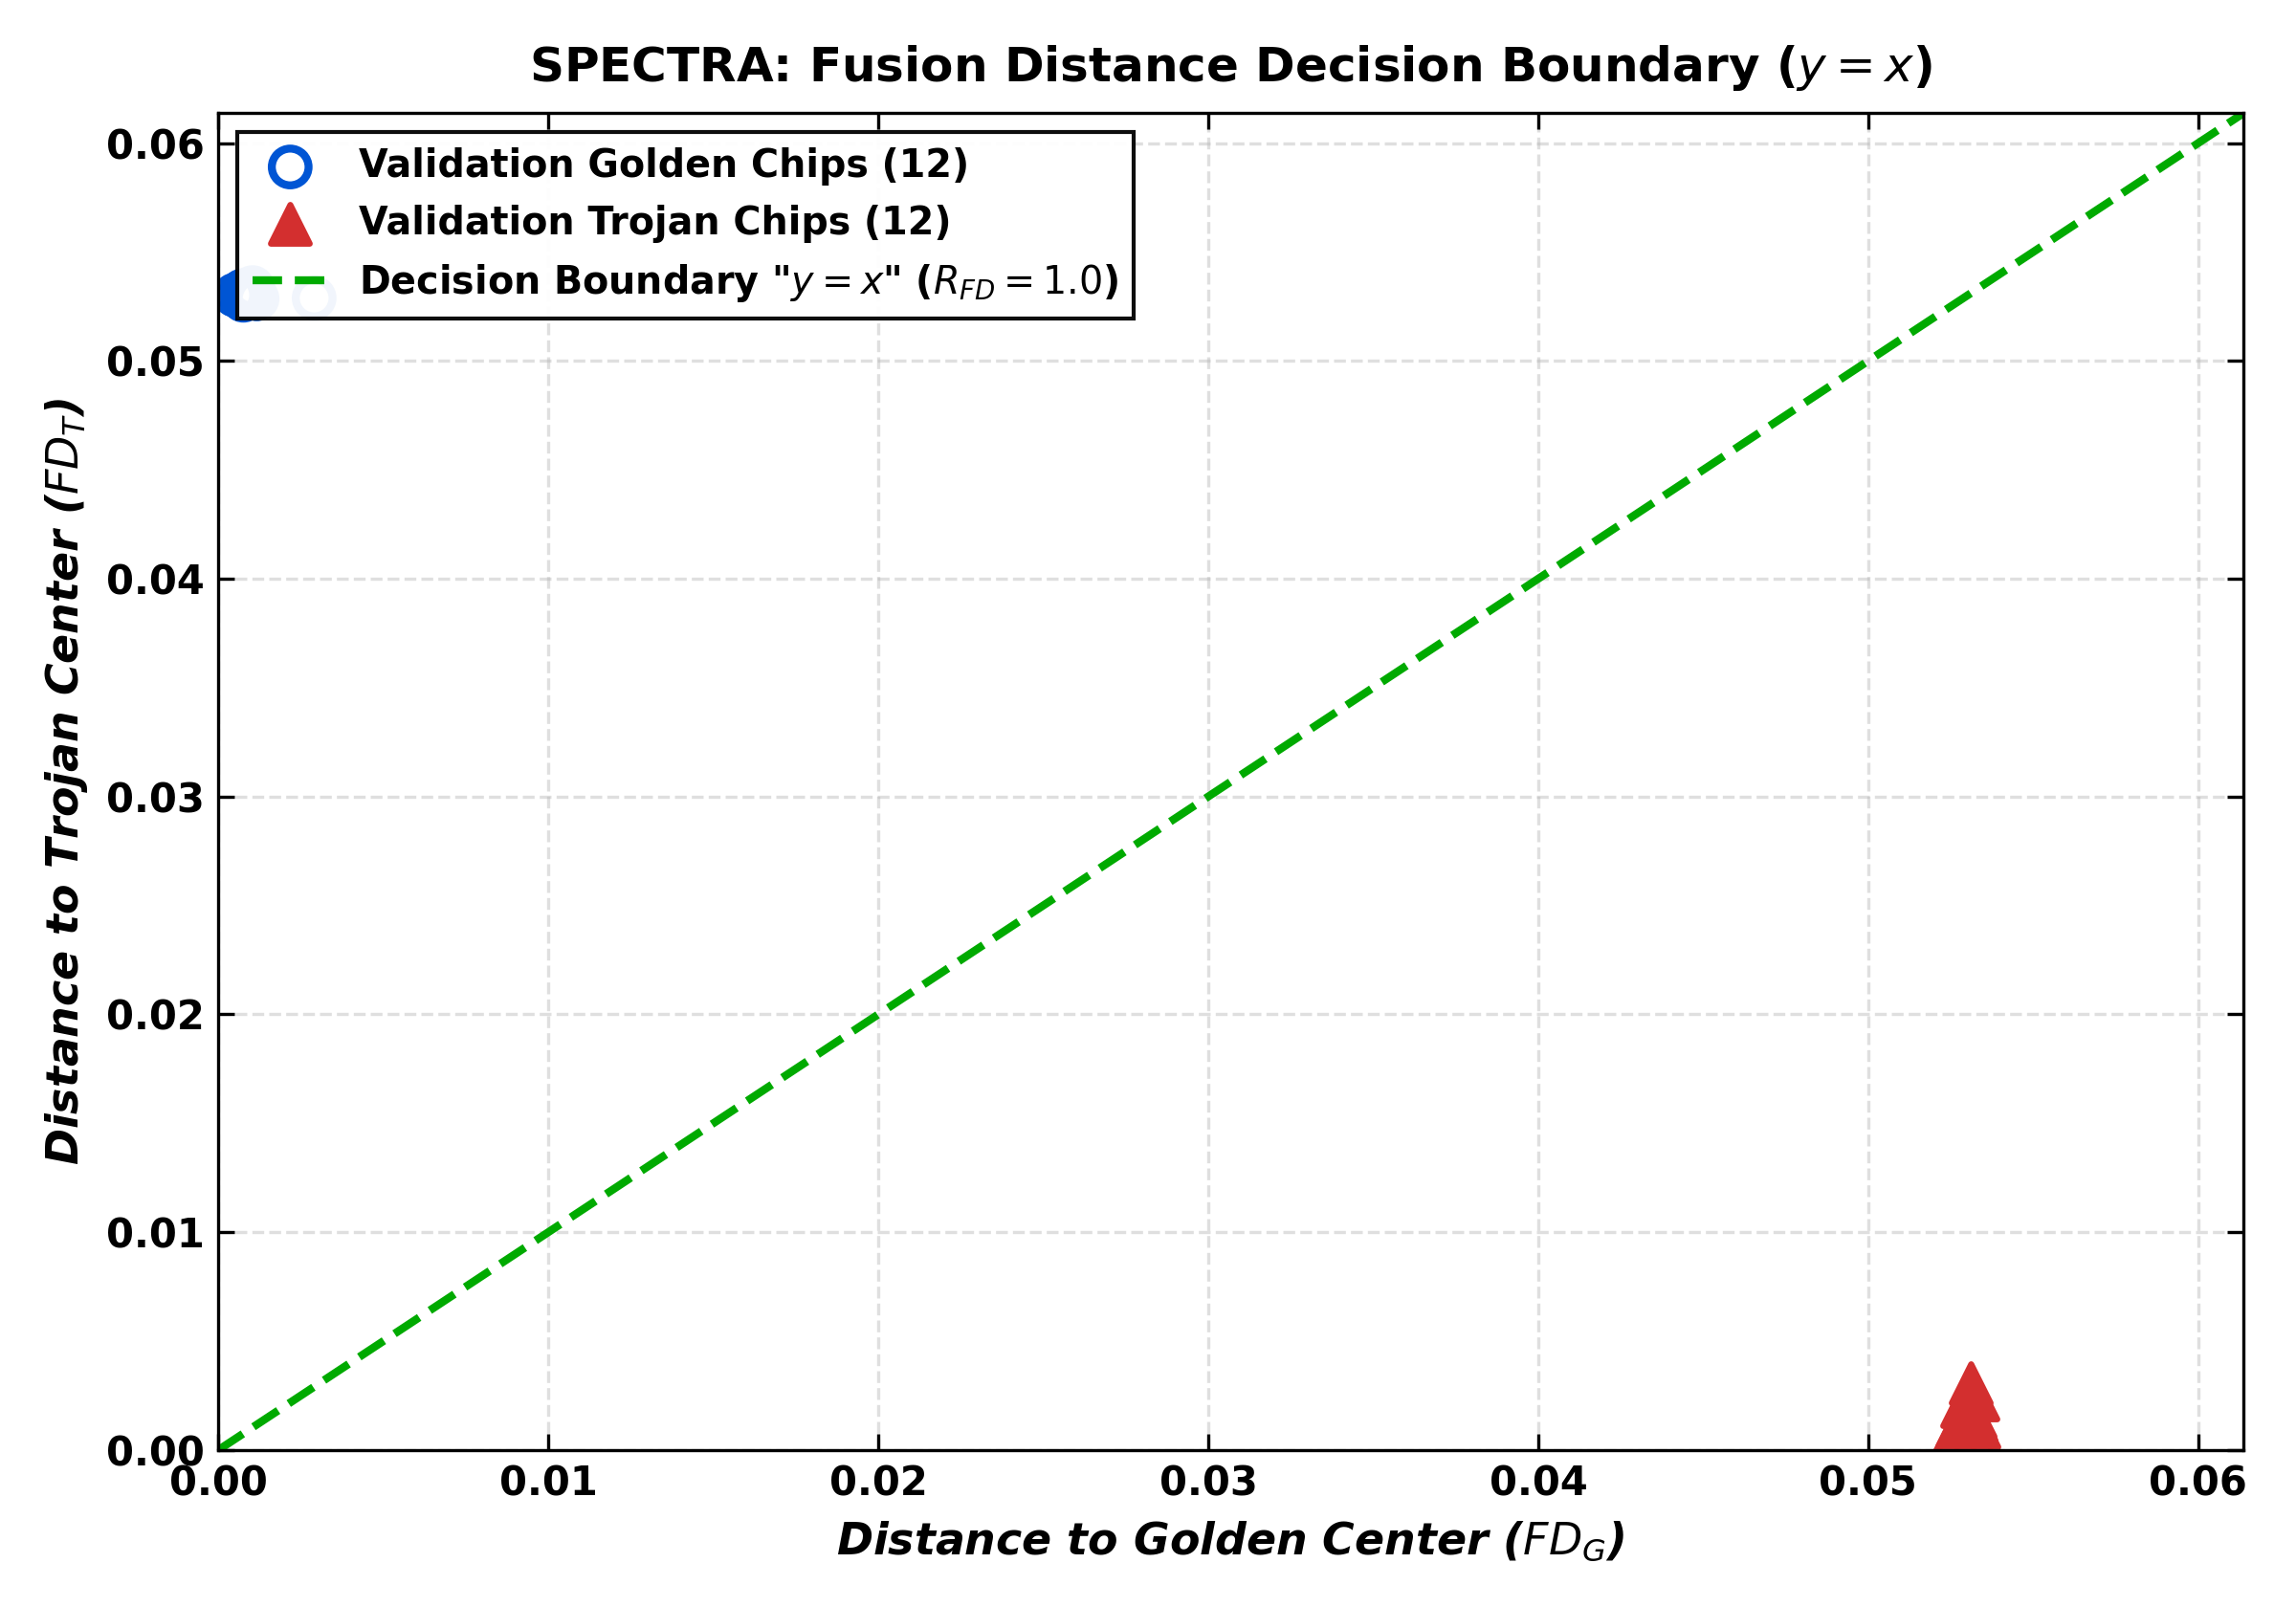 SPECTRA: Fusion Distance Decision Boundary (y = x)
Validation Golden Chips (12)
Validation Trojan Chips (12)
Decision Boundary "y = x" (R_FD = 1.0)
Distance to Trojan Center (FD_T)
0.06
0.05
0.04
0.03
0.02
0.01
0.00
0.00 0.01 0.02 0.03 0.04 0.05 0.06
Distance to Golden Center (FD_G)